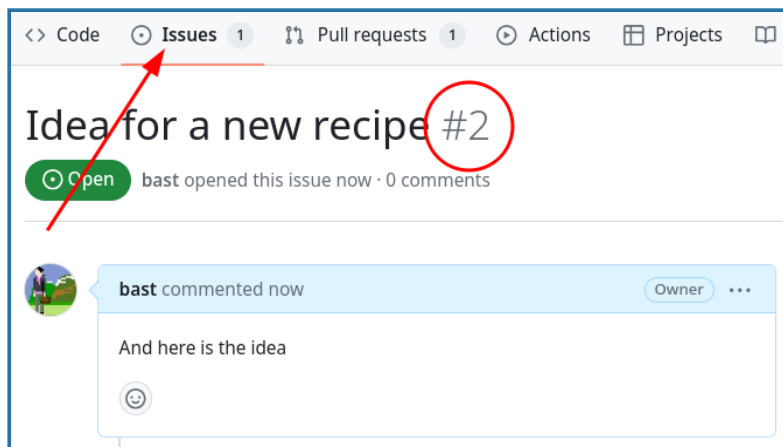 <> Code Issues 1 Pull requests 1 Actions Projects
Idea for a new recipe #2
Open bast opened this issue now · 0 comments
bast commented now Owner ...
And here is the idea